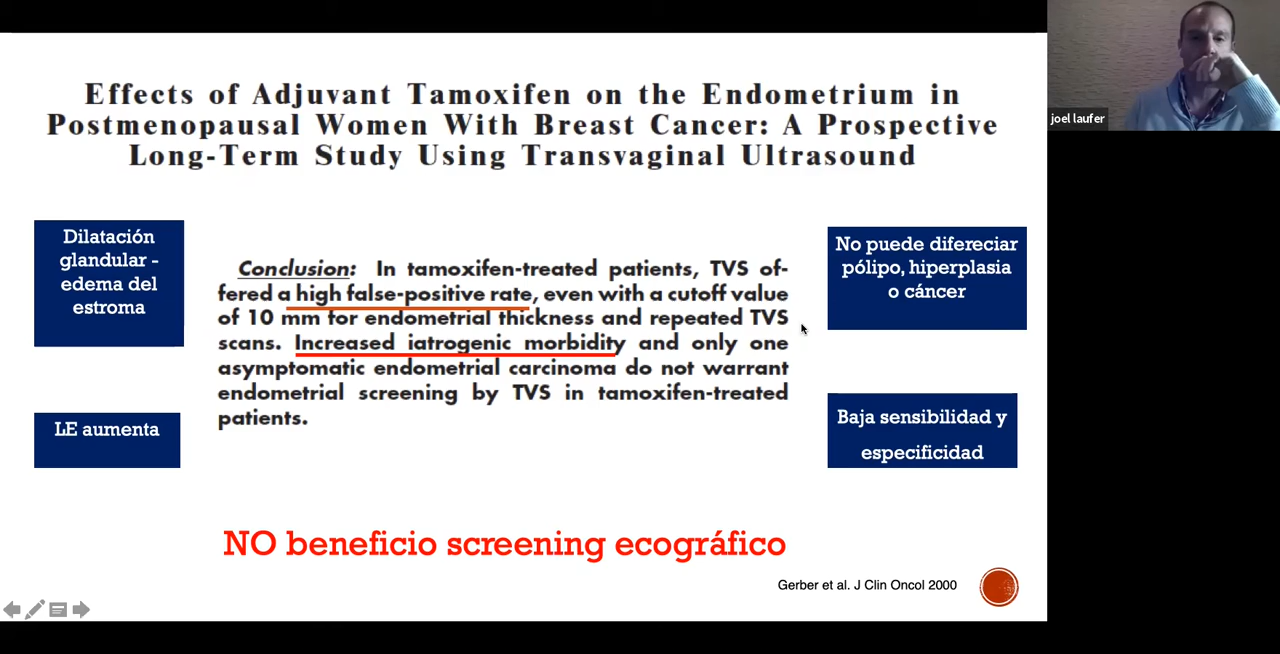 Effects of Adjuvant Tamoxifen on the Endometrium in
Postmenopausal Women With Breast Cancer: A Prospective
Long-Term Study Using Transvaginal Ultrasound
Dilatación
glandular -
edema del
estroma
LE aumenta
Conclusion: In tamoxifen-treated patients, TVS of-
fered a high false-positive rate, even with a cutoff value
of 10 mm for endometrial thickness and repeated TVS
scans. Increased iatrogenic morbidity and only one
asymptomatic endometrial carcinoma do not warrant
endometrial screening by TVS in tamoxifen-treated
patients.
No puede difereciar
pólipo, hiperplasia
o cáncer
Baja sensibilidad y
especificidad
NO beneficio screening ecográfico
Gerber et al. J Clin Oncol 2000
joel laufer